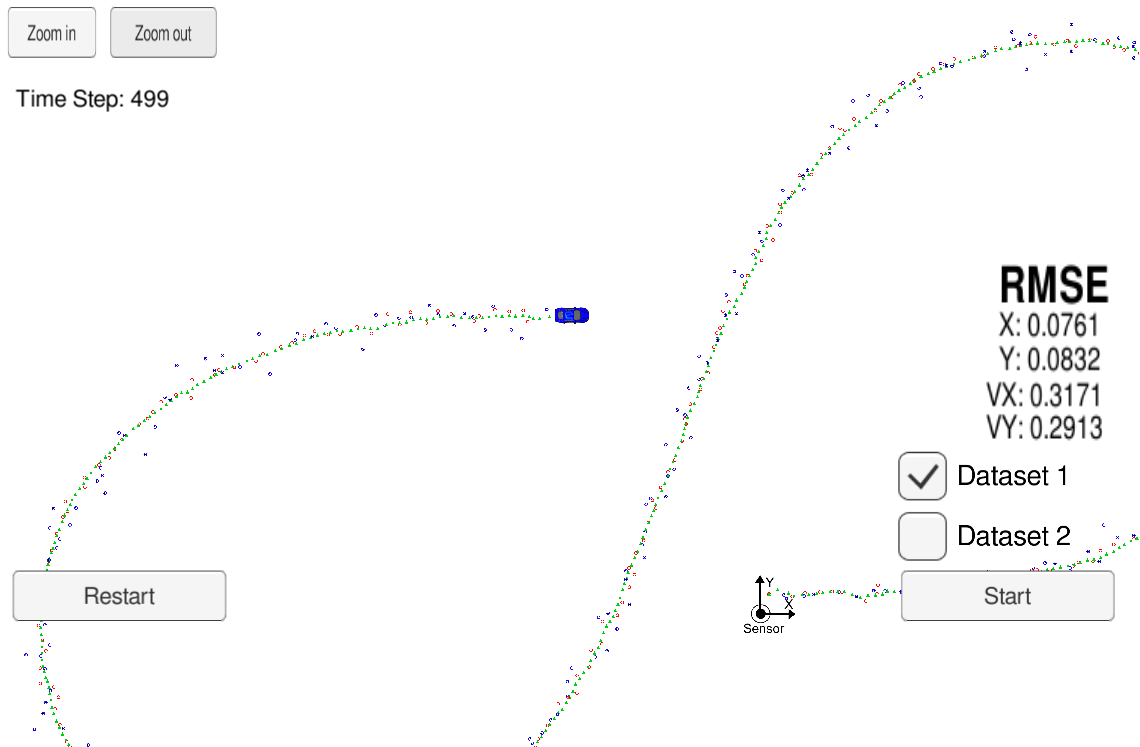 Zoom in
Zoom out
Time Step: 499
RMSE
X: 0.0761
Y: 0.0832
VX: 0.3171
VY: 0.2913
Dataset 1
Dataset 2
Restart
Start
Y
X
Sensor